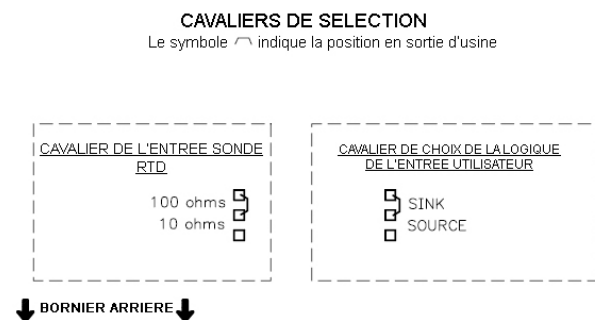 CAVALIERS DE SELECTION
Le symbole indique la position en sortie d'usine
CAVALIER DE L'ENTREE SONDE
RTD
100 ohms
10 ohms
CAVALIER DE CHOIX DE LA LOGIQUE
DE L'ENTREE UTILISATEUR
SINK
SOURCE
BORNIER ARRIERE